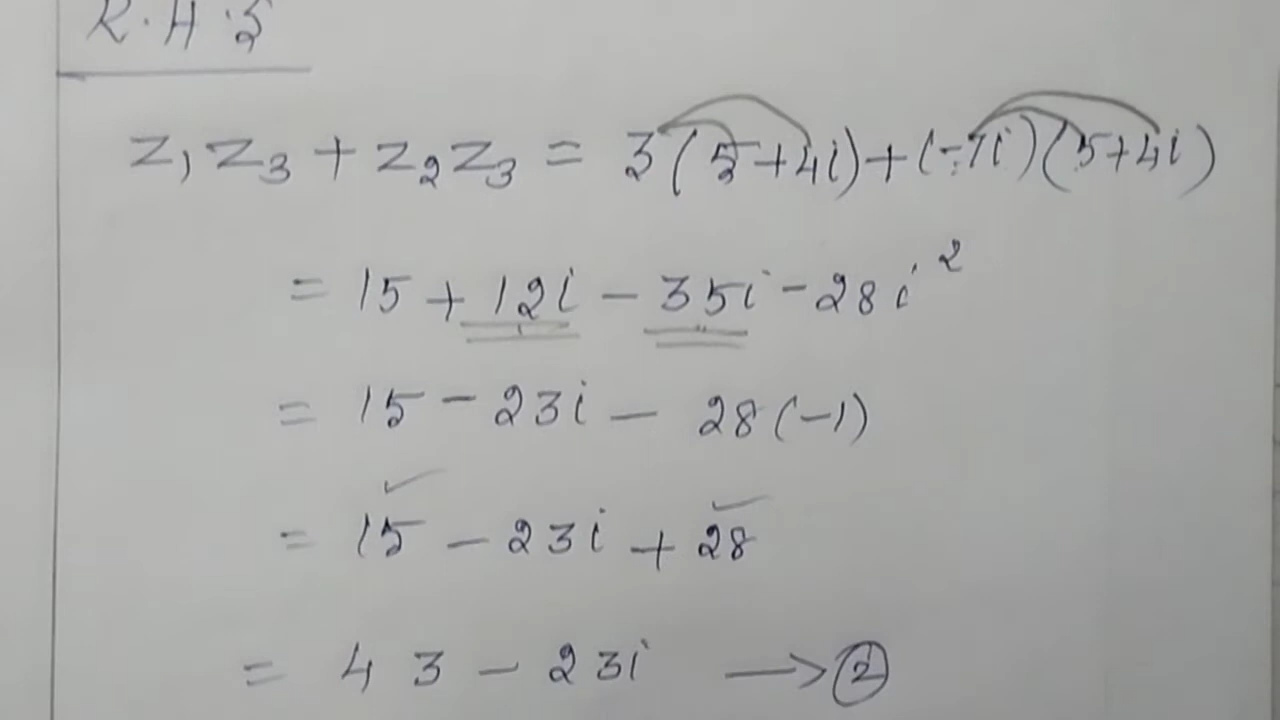 R.H.S
z₁z₃ + z₂z₃ = 3(5+4i)+(-7i)(5+4i)
= 15 + 12i - 35i - 28i²
= 15 - 23i - 28(-1)
= 15 - 23i + 28
= 43 - 23i → ②